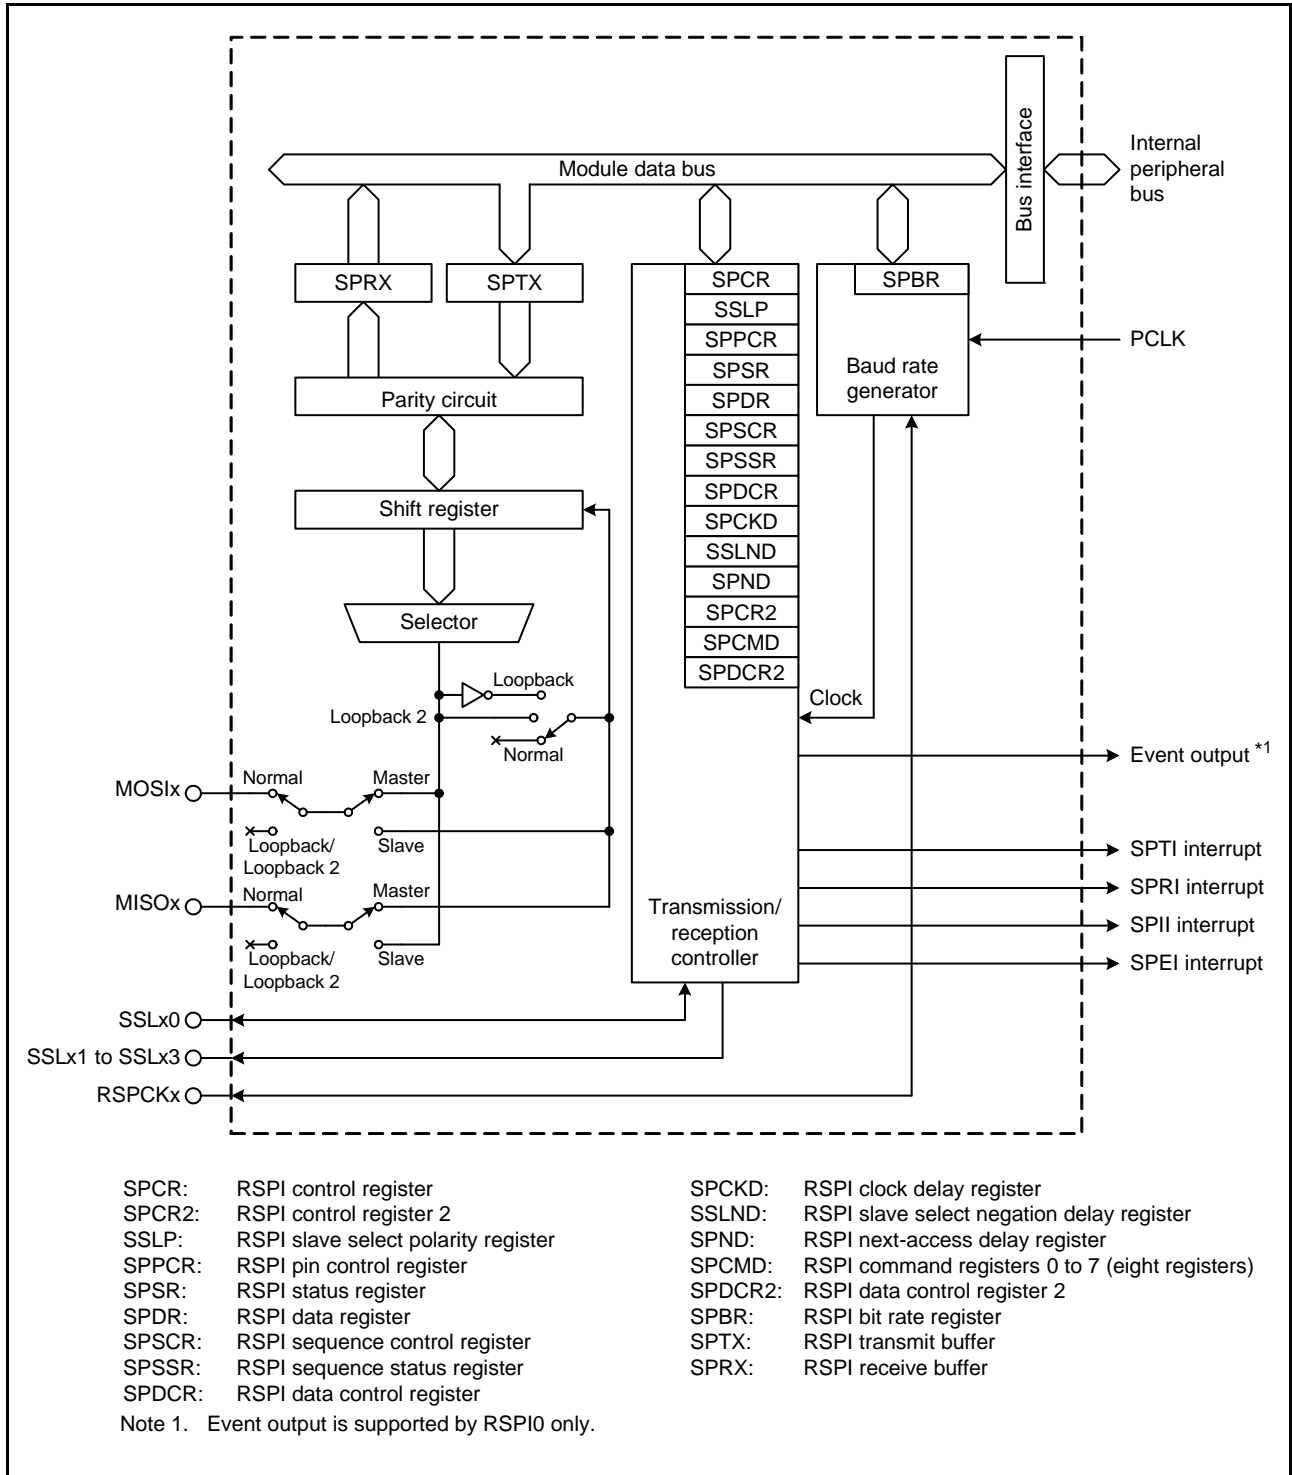 Bus interface
Internal
peripheral
bus
Module data bus
SPRX
SPTX
SPCR
SSLP
SPPCR
SPSR
SPDR
SPSCR
SPSSR
SPDCR
SPCKD
SSLND
SPND
SPCR2
SPCMD
SPDCR2
SPBR
Baud rate
generator
PCLK
Parity circuit
Shift register
Selector
Loopback
Loopback 2
Normal
Clock
Event output *1
MOSIx
Normal
Master
Loopback/
Loopback 2
Slave
SPTI interrupt
SPRI interrupt
SPII interrupt
SPEI interrupt
MISOx
Normal
Master
Loopback/
Loopback 2
Slave
Transmission/
reception
controller
SSLx0
SSLx1 to SSLx3
RSPCKx
SPCR: RSPI control register
SPCR2: RSPI control register 2
SSLP: RSPI slave select polarity register
SPPCR: RSPI pin control register
SPSR: RSPI status register
SPDR: RSPI data register
SPSCR: RSPI sequence control register
SPSSR: RSPI sequence status register
SPDCR: RSPI data control register
SPCKD: RSPI clock delay register
SSLND: RSPI slave select negation delay register
SPND: RSPI next-access delay register
SPCMD: RSPI command registers 0 to 7 (eight registers)
SPDCR2: RSPI data control register 2
SPBR: RSPI bit rate register
SPTX: RSPI transmit buffer
SPRX: RSPI receive buffer
Note 1. Event output is supported by RSPI0 only.